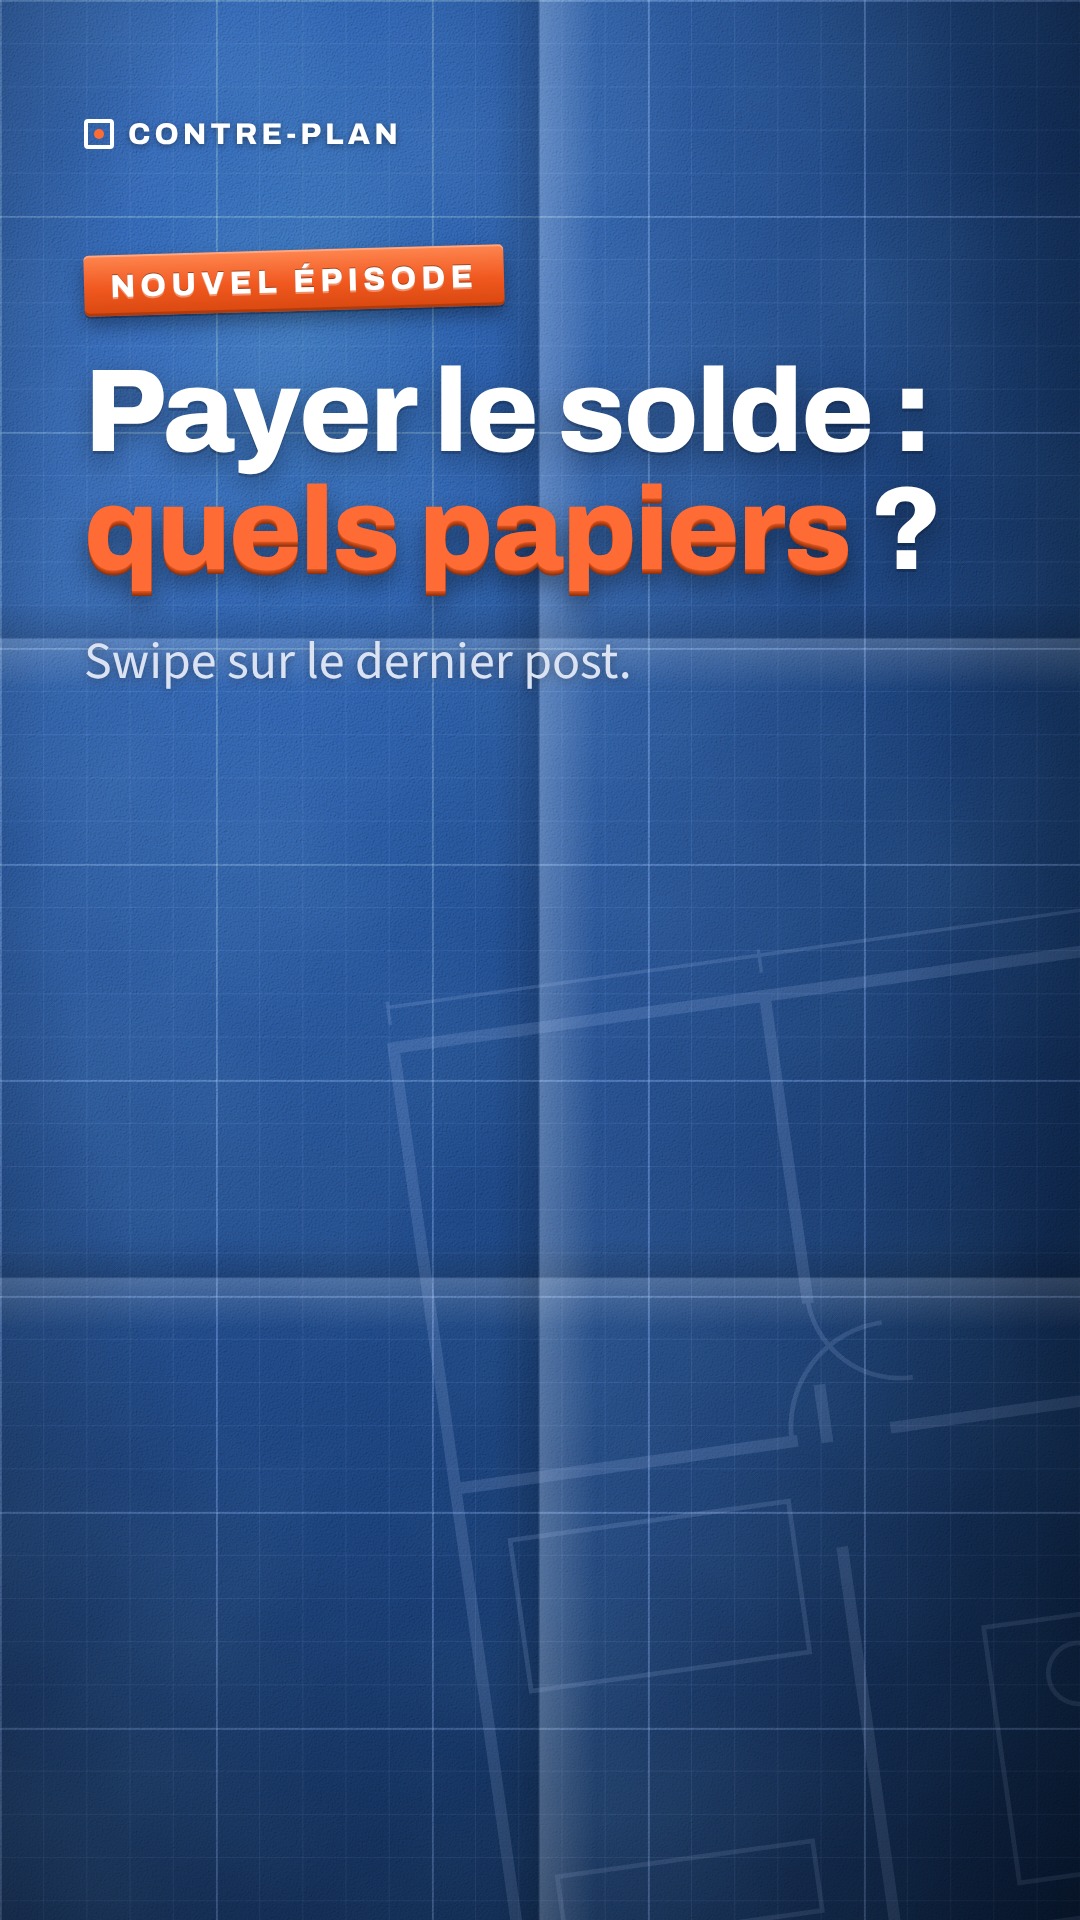 CONTRE-PLAN
NOUVEL ÉPISODE
Payer le solde :
quels papiers ?
Swipe sur le dernier post.